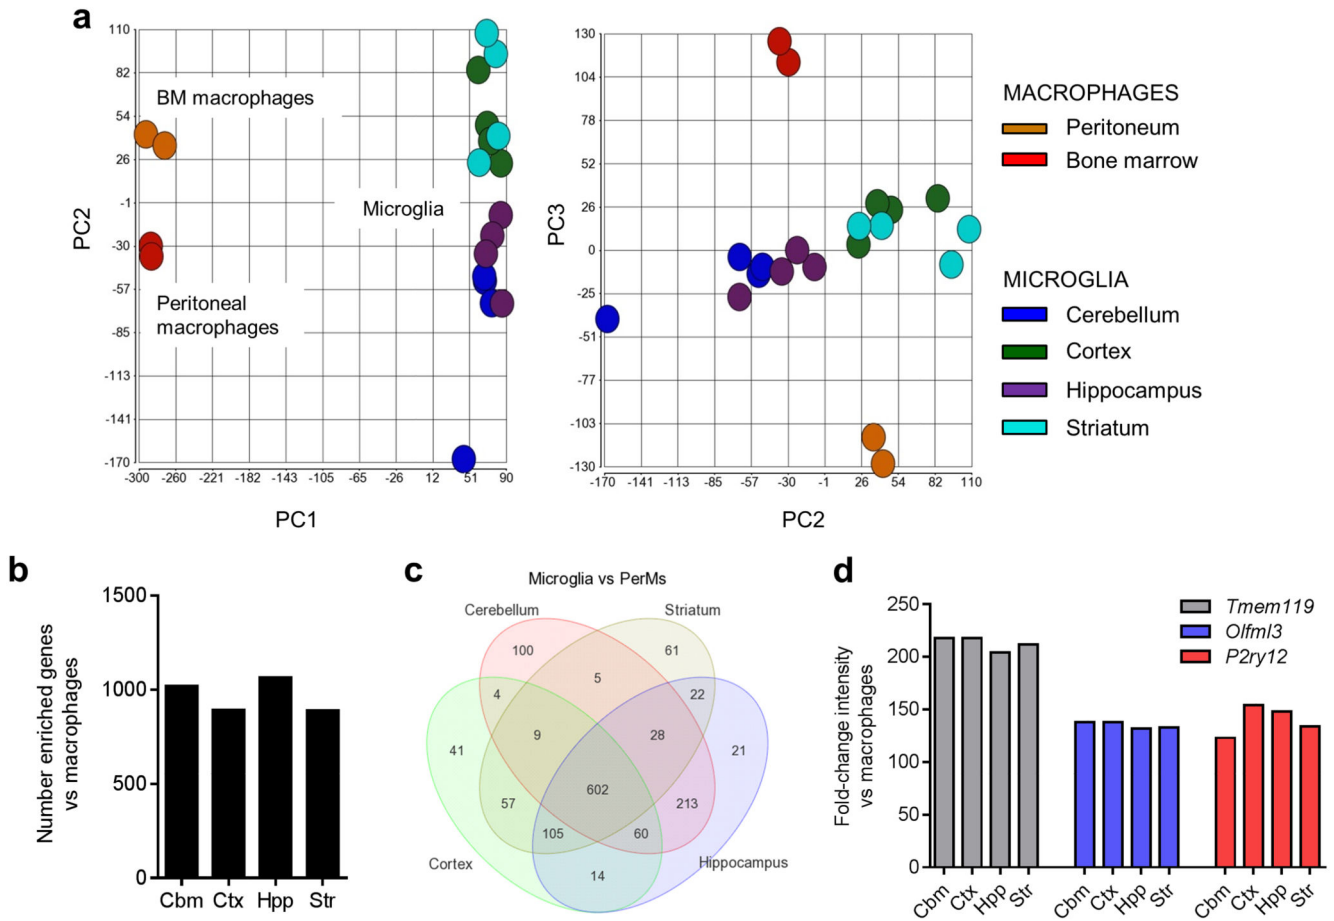 a
110
82
54
26
-1
-30
-57
-85
-113
-141
-170
PC2
BM macrophages
Microglia
Peritoneal
macrophages
-300 -260 -221 -182 -143 -105 -65 -26 12 51 90
PC1
130
104
78
52
26
0
-25
-51
-77
-103
-130
PC3
-170 -141 -113 -85 -57 -30 -1 26 54 82 110
PC2
MACROPHAGES
Peritoneum
Bone marrow
MICROGLIA
Cerebellum
Cortex
Hippocampus
Striatum
b
Number enriched genes
vs macrophages
1500
1000
500
0
Cbm Ctx Hpp Str
c
Microglia vs PerMs
Cerebellum Striatum
100 61
5
4 22
9 28
41 21
602
57 213
105 60
Cortex Hippocampus
14
d
Fold-change intensity
vs macrophages
250
200
150
100
50
0
Tmem119
Olfml3
P2ry12
Cbm Ctx Hpp Str Cbm Ctx Hpp Str Cbm Ctx Hpp Str